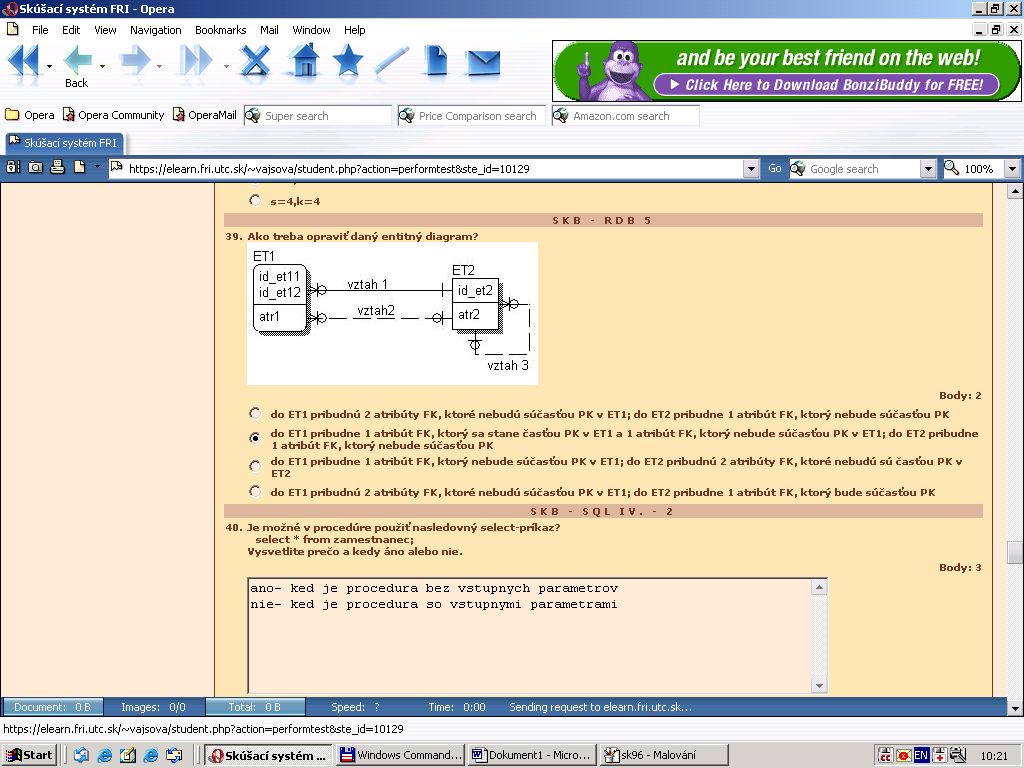 Skúšací systém FRI - Opera
File Edit View Navigation Bookmarks Mail Window Help
Back
and be your best friend on the web!
Click Here to Download BonziBuddy for FREE!
Opera Opera Community OperaMail Super search Price Comparison search Amazon.com search
Skúšací systém FRI
https://elearn.fri.utc.sk/~vajsova/student.php?action=performtest&ste_id=10129 Go Google search 100%
s=4,k=4
SKB - RDB 5
39. Ako treba opraviť daný entitný diagram?
ET1
id_et11
id_et12
atr1
vztah 1
vztah2
ET2
id_et2
atr2
vztah 3
Body: 2
do ET1 pribudnú 2 atribúty FK, ktoré nebudú súčasťou PK v ET1; do ET2 pribudne 1 atribút FK, ktorý nebude súčasťou PK
do ET1 pribudne 1 atribút FK, ktorý sa stane časťou PK v ET1 a 1 atribút FK, ktorý nebude súčasťou PK v ET1; do ET2 pribudne
1 atribút FK, ktorý nebude súčasťou PK
do ET1 pribudne 1 atribút FK, ktorý nebude súčasťou PK v ET1; do ET2 pribudnú 2 atribúty FK, ktoré nebudú sú časťou PK v
ET2
do ET1 pribudnú 2 atribúty FK, ktoré nebudú súčasťou PK v ET1; do ET2 pribudne 1 atribút FK, ktorý bude súčasťou PK
SKB - SQL IV. - 2
40. Je možné v procedúre použiť nasledovný select-príkaz?
select * from zamestnanec;
Vysvetlite prečo a kedy áno alebo nie.
Body: 3
ano- ked je procedura bez vstupnych parametrov
nie- ked je procedura so vstupnymi parametrami
Document: 0 B Images: 0/0 Total: 0 B Speed: ? Time: 0:00 Sending request to elearn.fri.utc.sk...
https://elearn.fri.utc.sk/~vajsova/student.php?action=performtest&ste_id=10129
Start Skúšací systém ... Windows Command... Dokument1 - Micro... sk96 - Malování EN 10:21